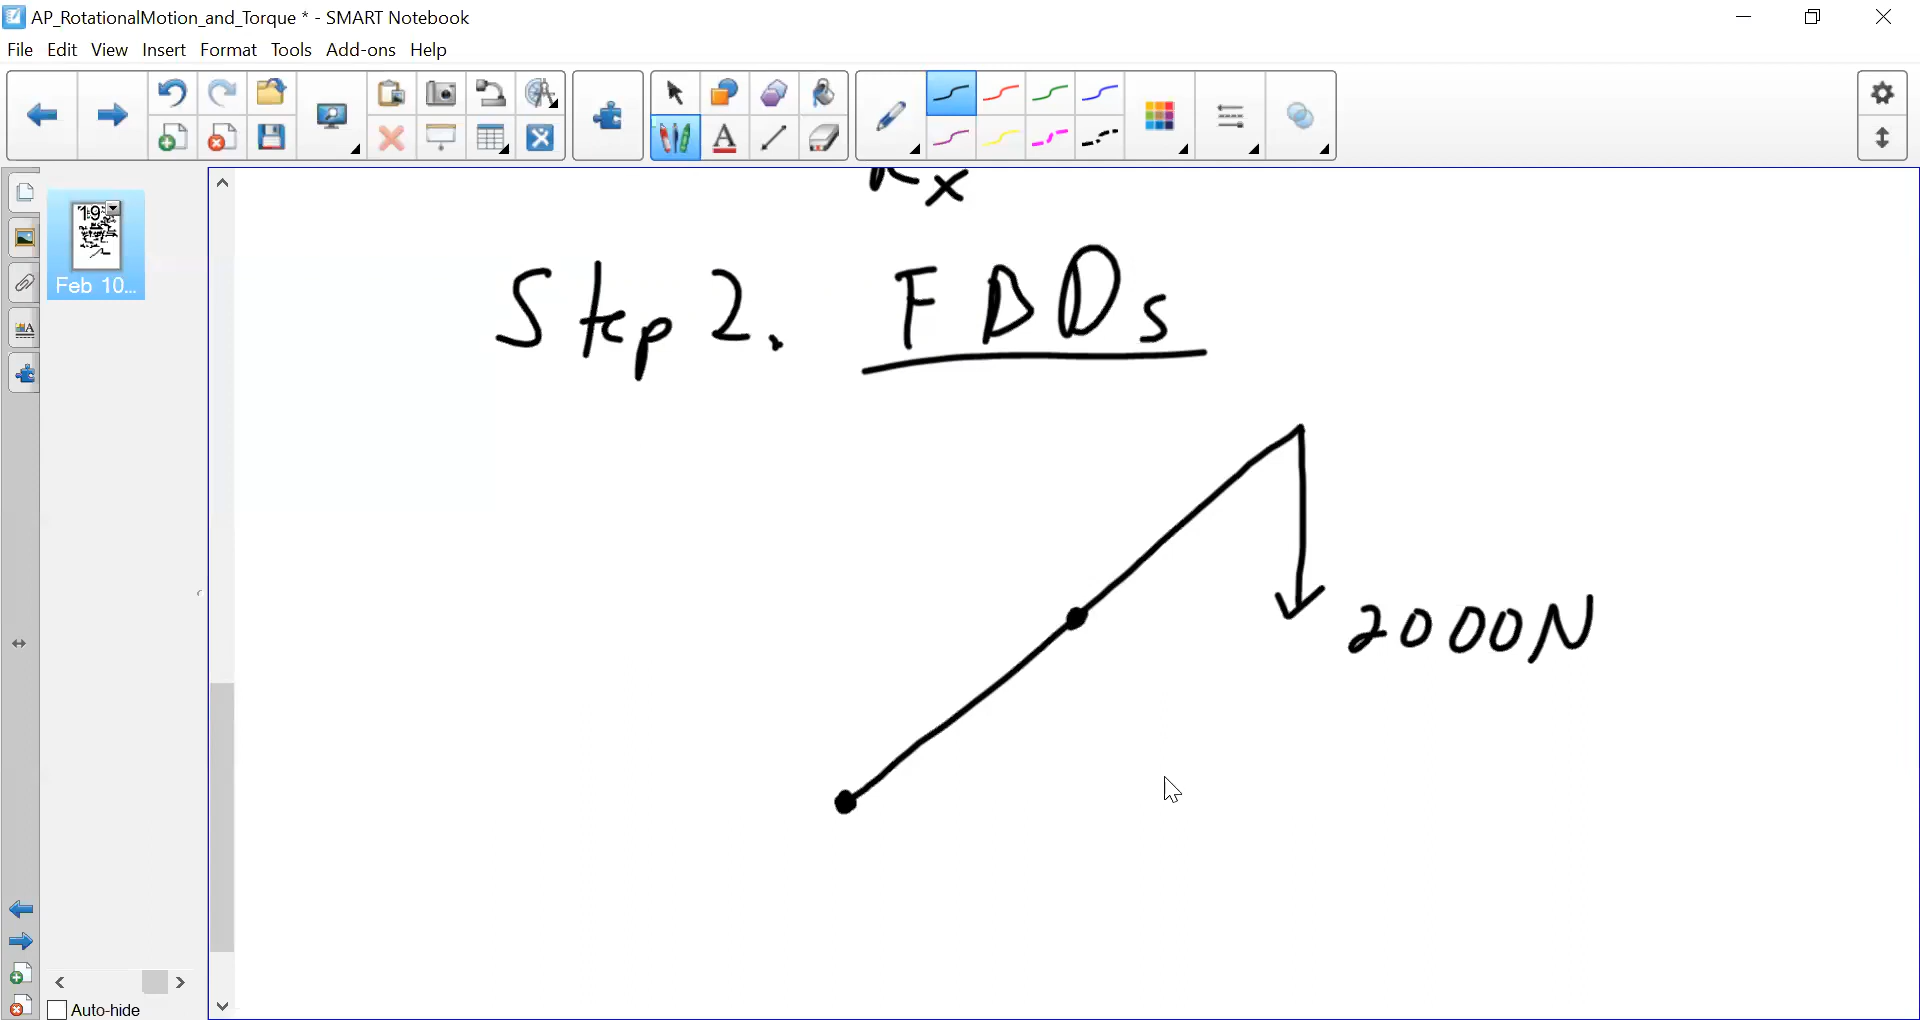 AP_RotationalMotion_and_Torque * - SMART Notebook
File Edit View Insert Format Tools Add-ons Help
19
Feb 10...
x
Step 2. FBDs
2000N
Auto-hide